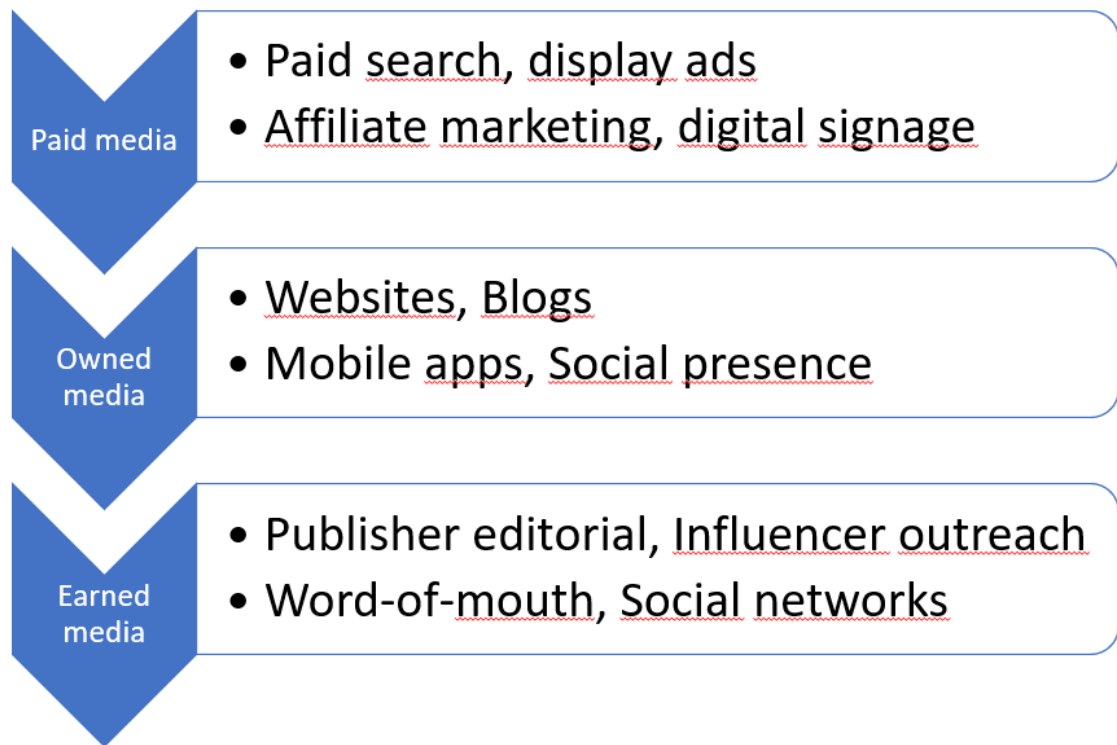 Paid media
• Paid search, display ads
• Affiliate marketing, digital signage
Owned
media
• Websites, Blogs
• Mobile apps, Social presence
Earned
media
• Publisher editorial, Influencer outreach
• Word-of-mouth, Social networks